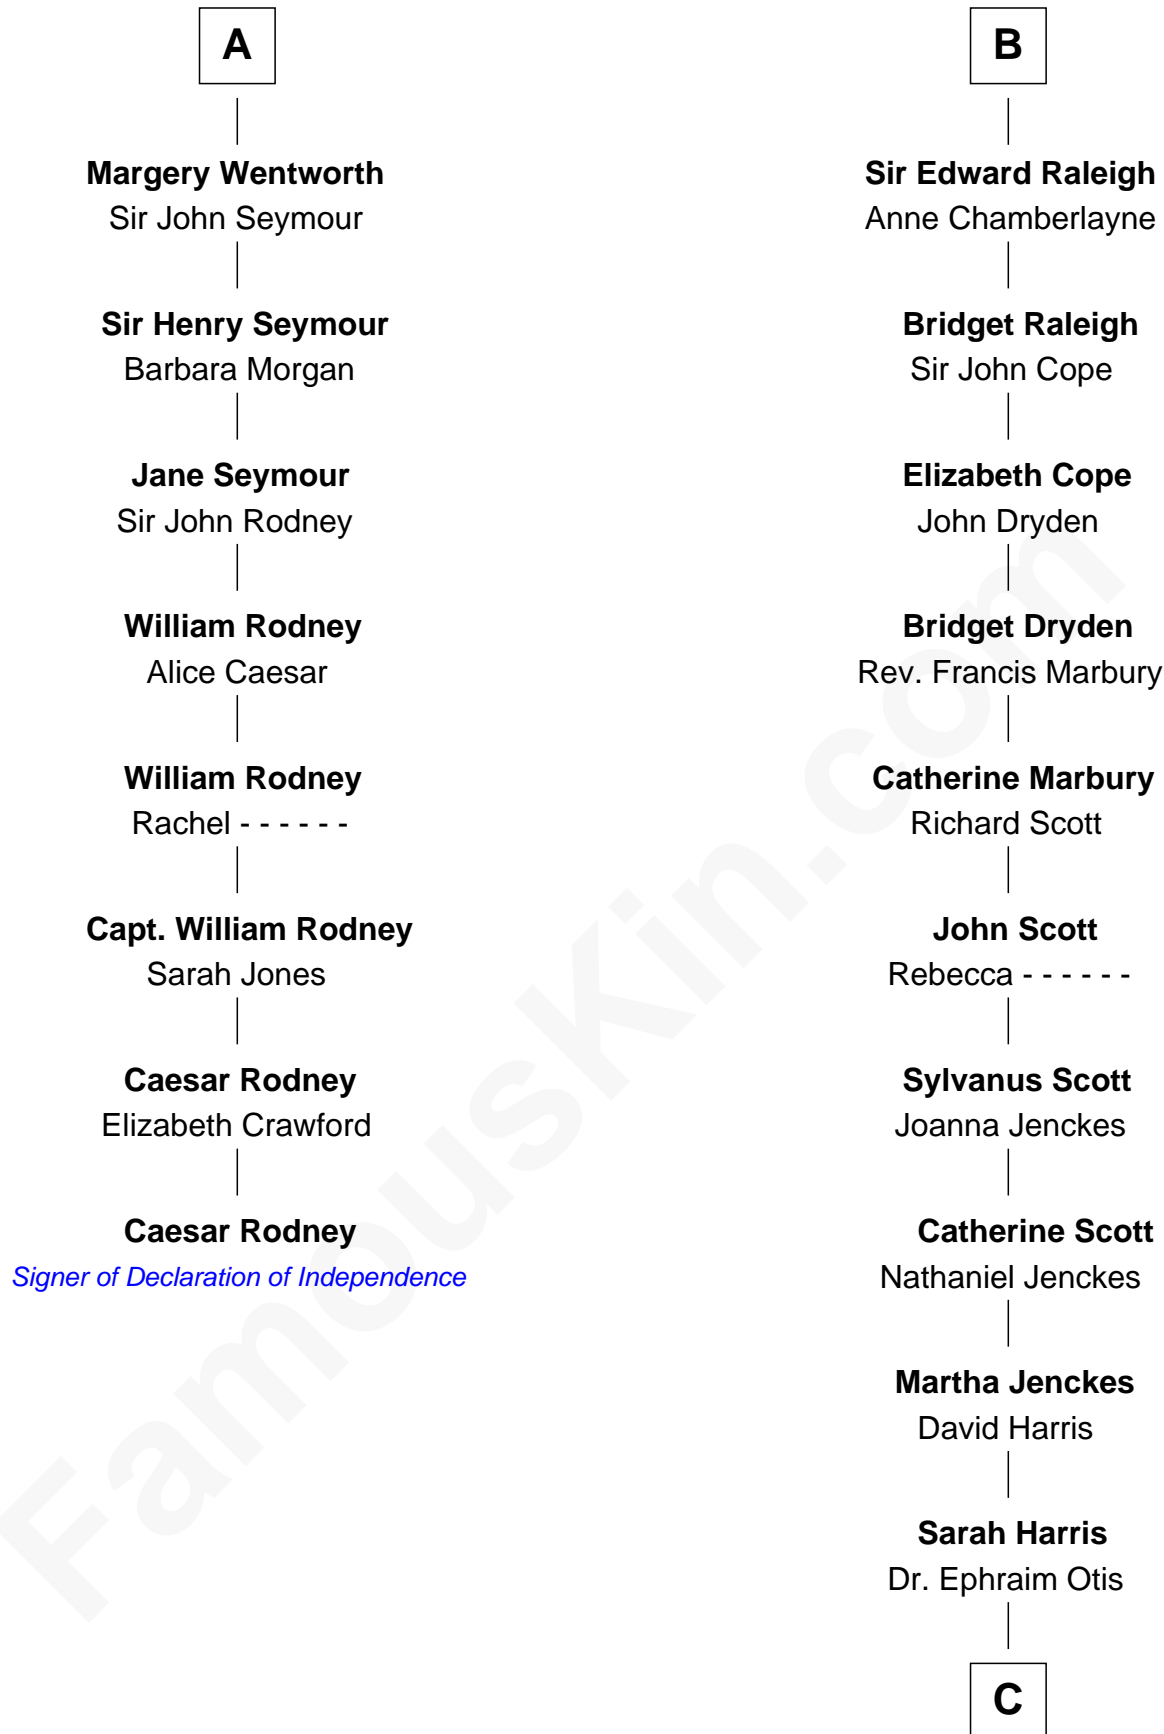 A
Margery Wentworth
Sir John Seymour
Sir Henry Seymour
Barbara Morgan
Jane Seymour
Sir John Rodney
William Rodney
Alice Caesar
William Rodney
Rachel - - - - - -
Capt. William Rodney
Sarah Jones
Caesar Rodney
Elizabeth Crawford
Caesar Rodney
Signer of Declaration of Independence
B
Sir Edward Raleigh
Anne Chamberlayne
Bridget Raleigh
Sir John Cope
Elizabeth Cope
John Dryden
Bridget Dryden
Rev. Francis Marbury
Catherine Marbury
Richard Scott
John Scott
Rebecca - - - - - -
Sylvanus Scott
Joanna Jenckes
Catherine Scott
Nathaniel Jenckes
Martha Jenckes
David Harris
Sarah Harris
Dr. Ephraim Otis
C
FamousKin.com